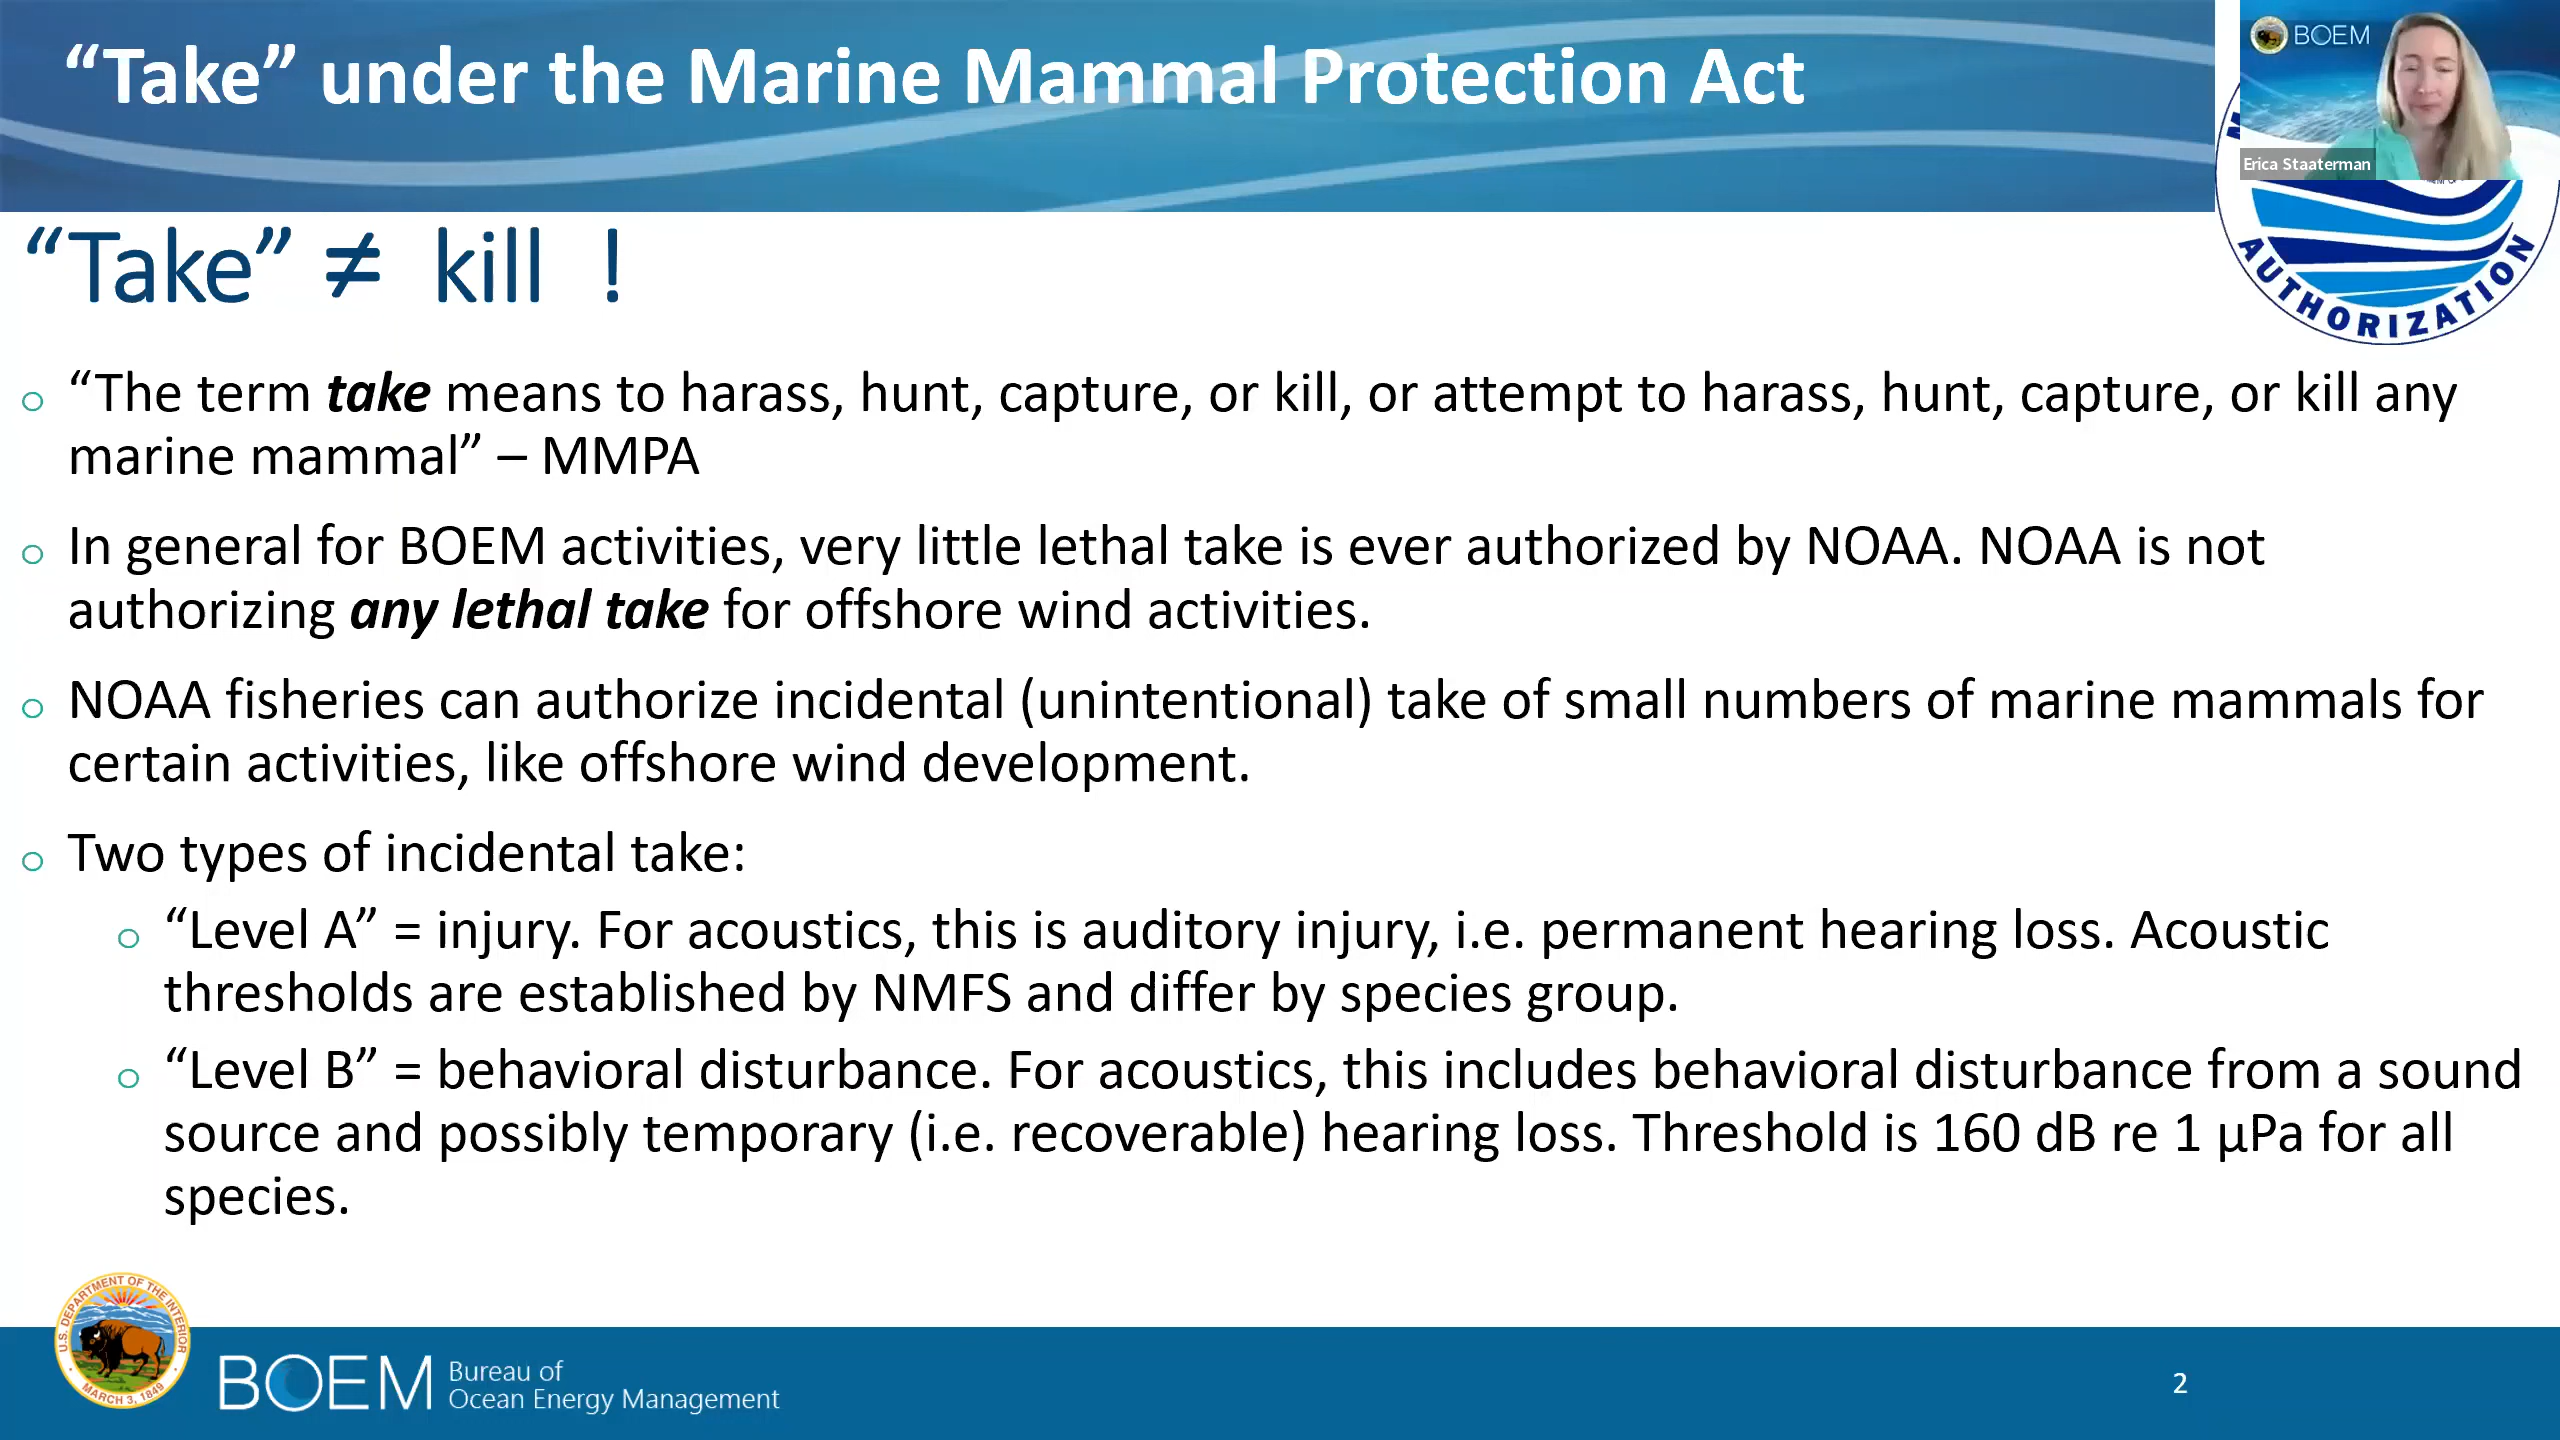 “Take” under the Marine Mammal Protection Act
BOEM
Erica Staaterman
AUTHORIZATION
“Take” ≠ kill !
“The term take means to harass, hunt, capture, or kill, or attempt to harass, hunt, capture, or kill any
marine mammal” – MMPA
In general for BOEM activities, very little lethal take is ever authorized by NOAA. NOAA is not
authorizing any lethal take for offshore wind activities.
NOAA fisheries can authorize incidental (unintentional) take of small numbers of marine mammals for
certain activities, like offshore wind development.
Two types of incidental take:
“Level A” = injury. For acoustics, this is auditory injury, i.e. permanent hearing loss. Acoustic
thresholds are established by NMFS and differ by species group.
“Level B” = behavioral disturbance. For acoustics, this includes behavioral disturbance from a sound
source and possibly temporary (i.e. recoverable) hearing loss. Threshold is 160 dB re 1 µPa for all
species.
U.S. DEPARTMENT OF THE INTERIOR
MARCH 3, 1849
BOEM
Bureau of
Ocean Energy Management
2